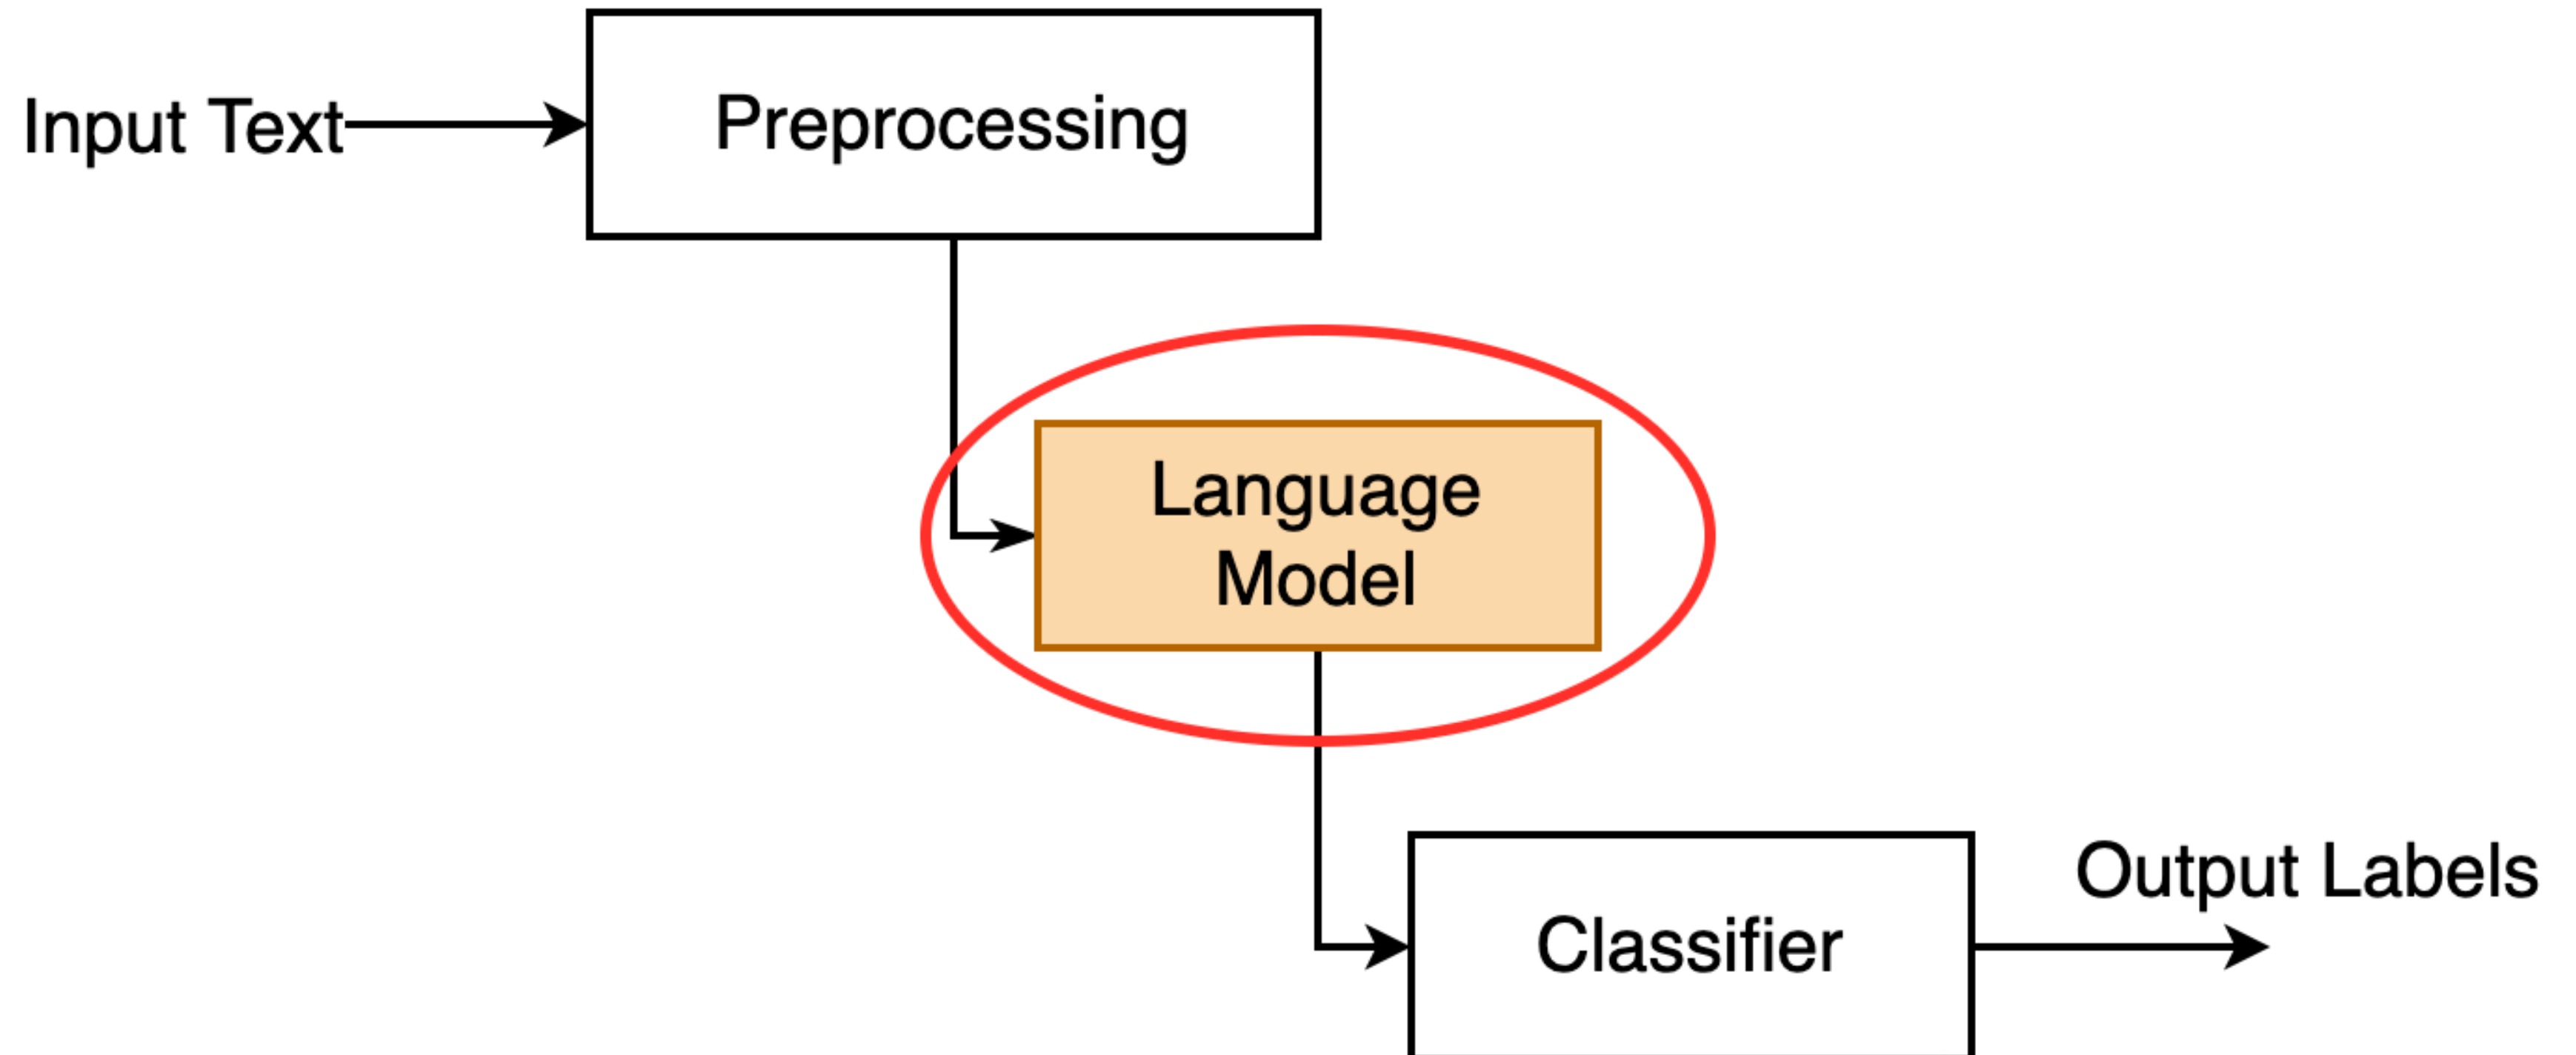 Input Text
Preprocessing
Language
Model
Classifier
Output Labels